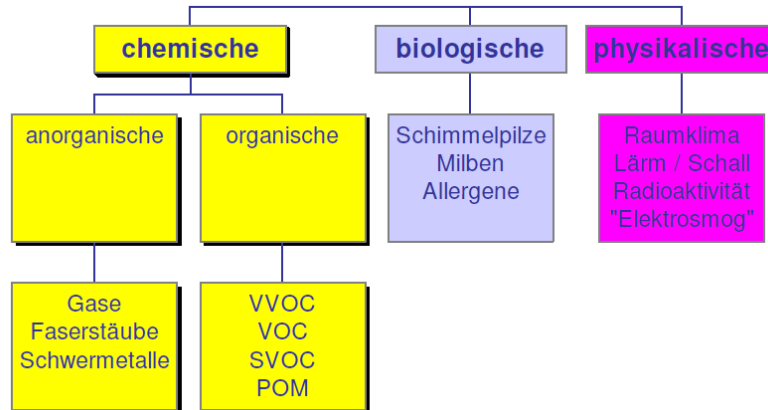 chemische
biologische
physikalische
anorganische
organische
Schimmelpilze
Milben
Allergene
Raumklima
Lärm / Schall
Radioaktivität
"Elektrosmog"
Gase
Faserstäube
Schwermetalle
VVOC
VOC
SVOC
POM